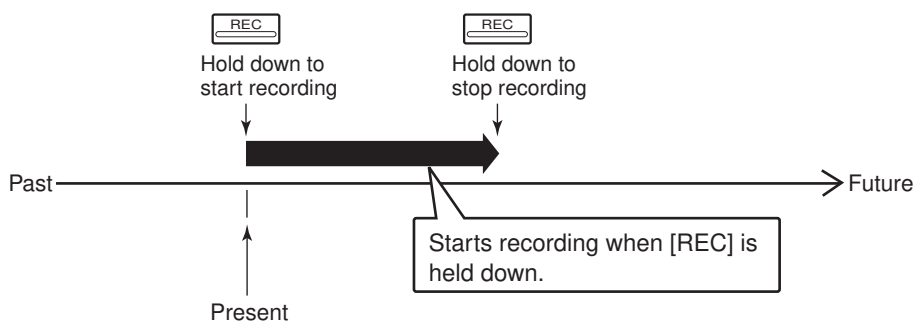 REC
Hold down to
start recording
REC
Hold down to
stop recording
Past
Future
Starts recording when [REC] is
held down.
Present